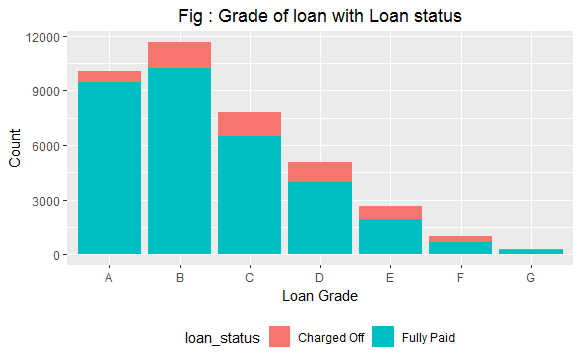 Fig : Grade of loan with Loan status
12000
9000
6000
3000
0
Count
A B C D E F G
Loan Grade
loan_status Charged Off Fully Paid